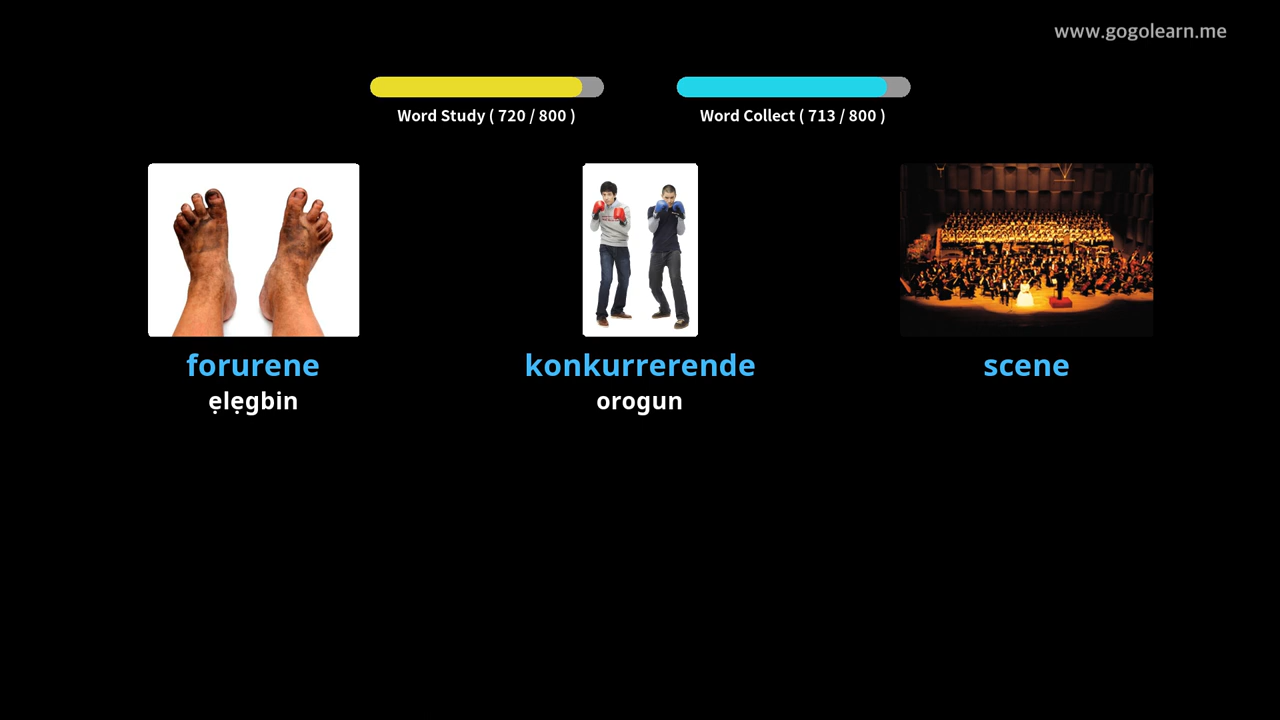 www.gogolearn.me
Word Study ( 720 / 800 )
Word Collect ( 713 / 800 )
forurene
ẹlẹgbin
konkurrerende
orogun
scene